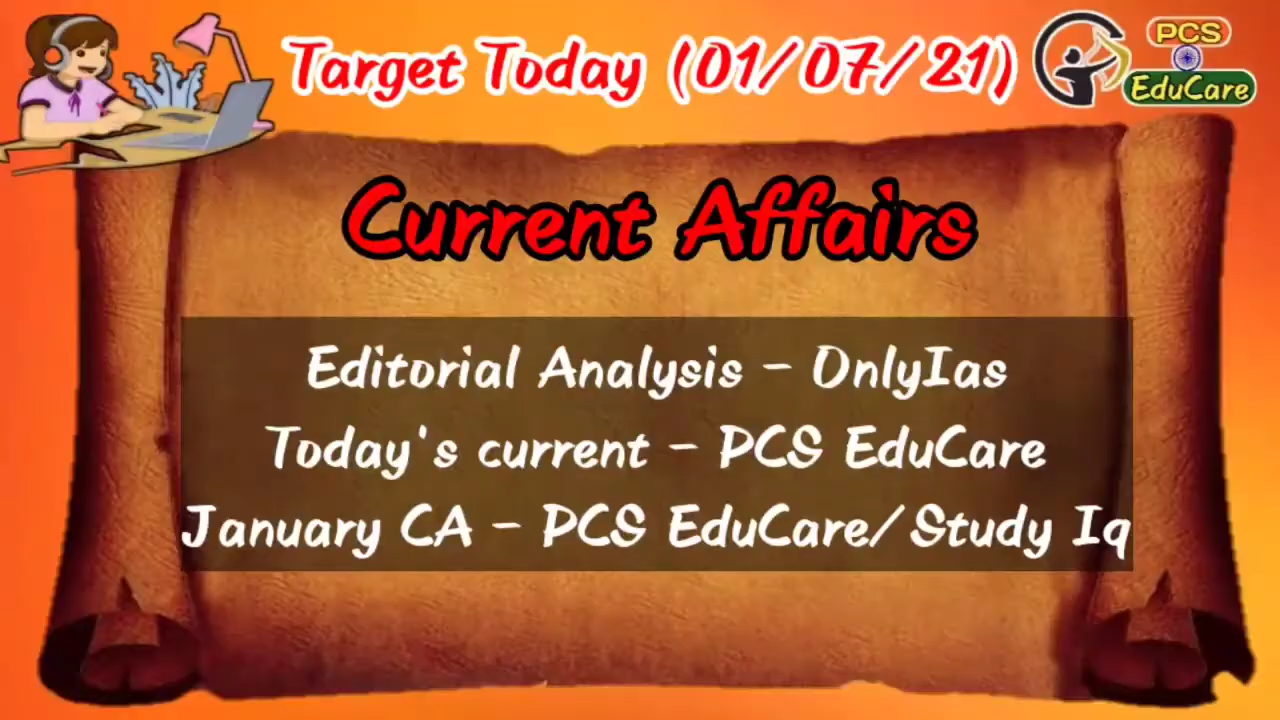 Target Today (01/07/21)
PCS
EduCare
Current Affairs
Editorial Analysis - OnlyIas
Today's current - PCS EduCare
January CA - PCS EduCare/Study Iq